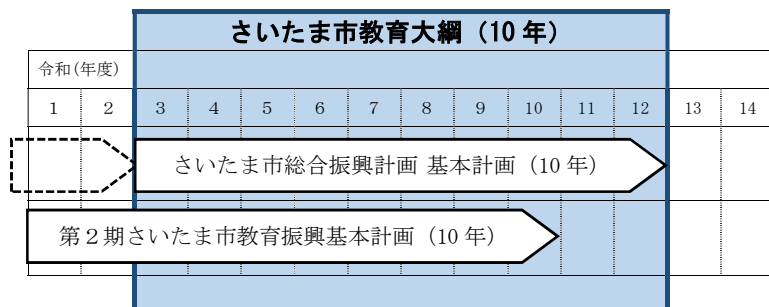 さいたま市教育大綱（10 年）
令和(年度)
1 2 3 4 5 6 7 8 9 10 11 12 13 14
さいたま市総合振興計画 基本計画（10 年）
第２期さいたま市教育振興基本計画（10 年）